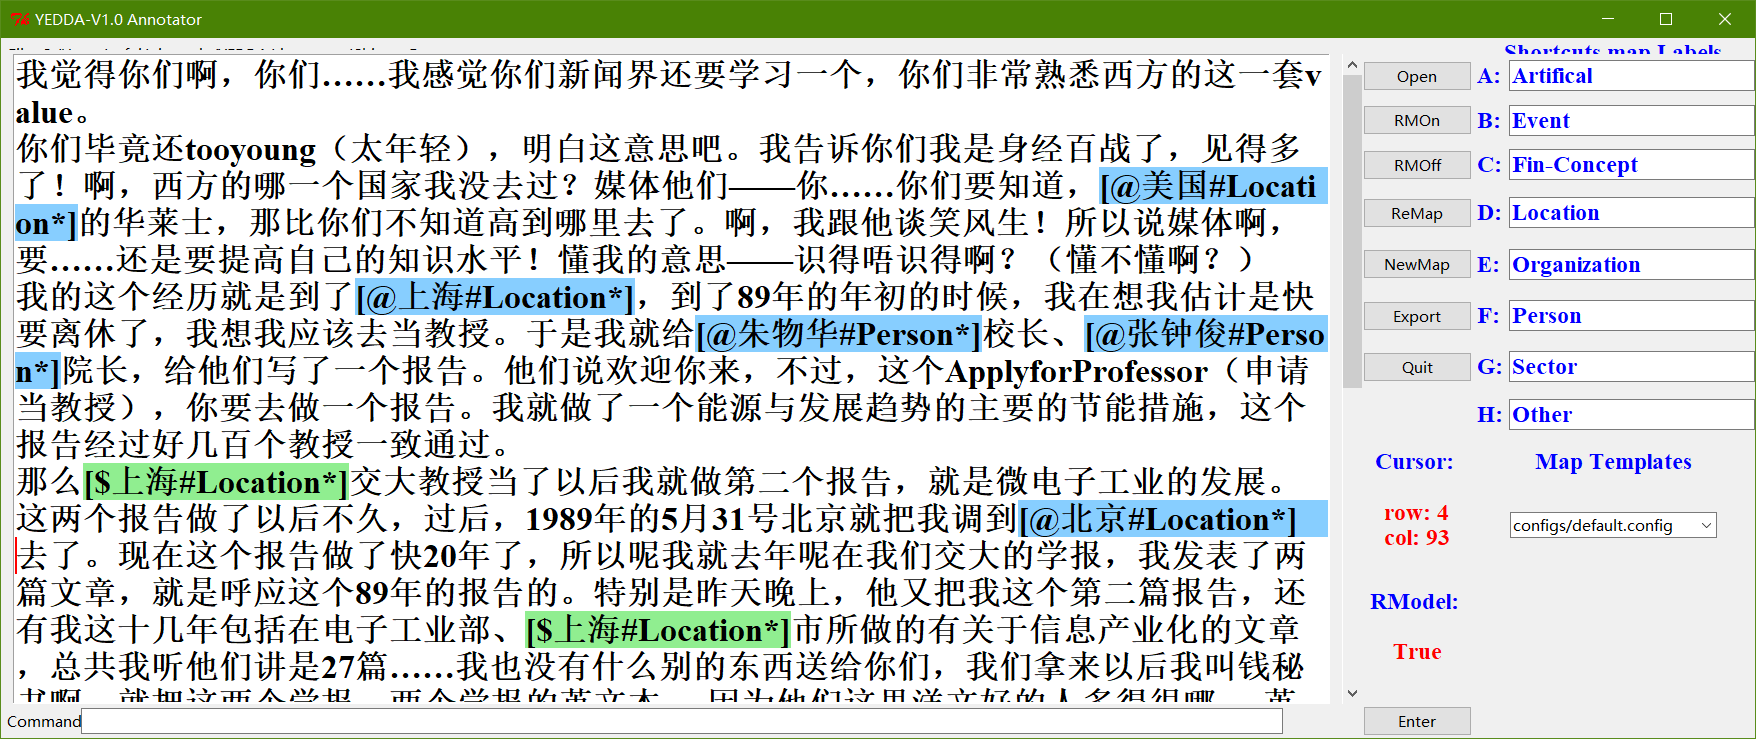 YEDDA-V1.0 Annotator
Shortcuts map Labels
我觉得你们啊，你们……我感觉你们新闻界还要学习一个，你们非常熟悉西方的这一套v
alue。
你们毕竟还tooyoung（太年轻），明白这意思吧。我告诉你们我是身经百战了，见得多
了！啊，西方的哪一个国家我没去过？媒体他们——你……你们要知道，[@美国#Locati
on*]的华莱士，那比你们不知道高到哪里去了。啊，我跟他谈笑风生！所以说媒体啊，
要……还是要提高自己的知识水平！懂我的意思——识得唔识得啊？（懂不懂啊？）
我的这个经历就是到了[@上海#Location*]，到了89年的年初的时候，我在想我估计是快
要离休了，我想我应该去当教授。于是我就给[@朱物华#Person*]校长、[@张钟俊#Perso
n*]院长，给他们写了一个报告。他们说欢迎你来，不过，这个ApplyforProfessor（申请
当教授），你要去做一个报告。我就做了一个能源与发展趋势的主要的节能措施，这个
报告经过好几百个教授一致通过。
那么[$上海#Location*]交大教授当了以后我就做第二个报告，就是微电子工业的发展。
这两个报告做了以后不久，过后，1989年的5月31号北京就把我调到[@北京#Location*]
去了。现在这个报告做了快20年了，所以呢我就去年呢在我们交大的学报，我发表了两
篇文章，就是呼应这个89年的报告的。特别是昨天晚上，他又把我这个第二篇报告，还
有我这十几年包括在电子工业部、[$上海#Location*]市所做的有关于信息产业化的文章
，总共我听他们讲是27篇……我也没有什么别的东西送给你们，我们拿来以后我叫钱秘
Open
RMOn
RMOff
ReMap
NewMap
Export
Quit
A: Artifical
B: Event
C: Fin-Concept
D: Location
E: Organization
F: Person
G: Sector
H: Other
Cursor:
row: 4
col: 93
RModel:
True
Map Templates
configs/default.config
Command
Enter